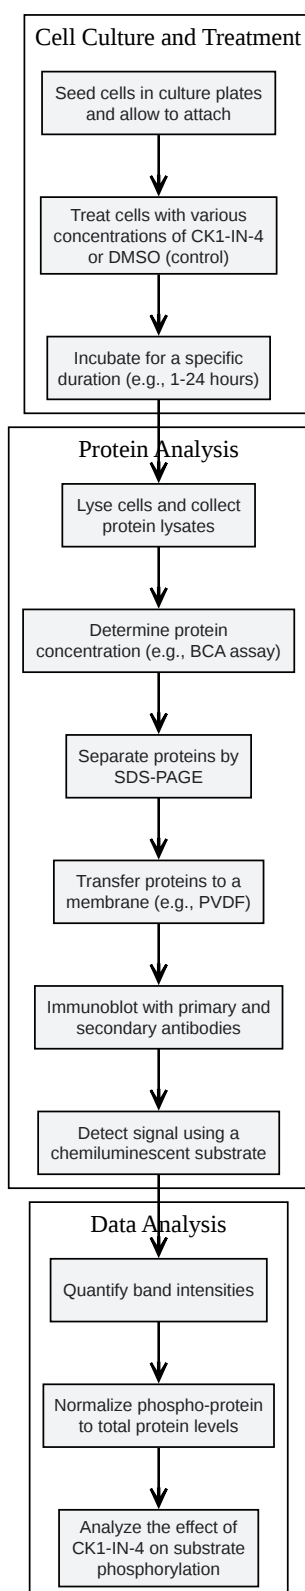 Cell Culture and Treatment
Seed cells in culture plates
and allow to attach
Treat cells with various
concentrations of CK1-IN-4
or DMSO (control)
Incubate for a specific
duration (e.g., 1-24 hours)
Protein Analysis
Lyse cells and collect
protein lysates
Determine protein
concentration (e.g., BCA assay)
Separate proteins by
SDS-PAGE
Transfer proteins to a
membrane (e.g., PVDF)
Immunoblot with primary and
secondary antibodies
Detect signal using a
chemiluminescent substrate
Data Analysis
Quantify band intensities
Normalize phospho-protein
to total protein levels
Analyze the effect of
CK1-IN-4 on substrate
phosphorylation